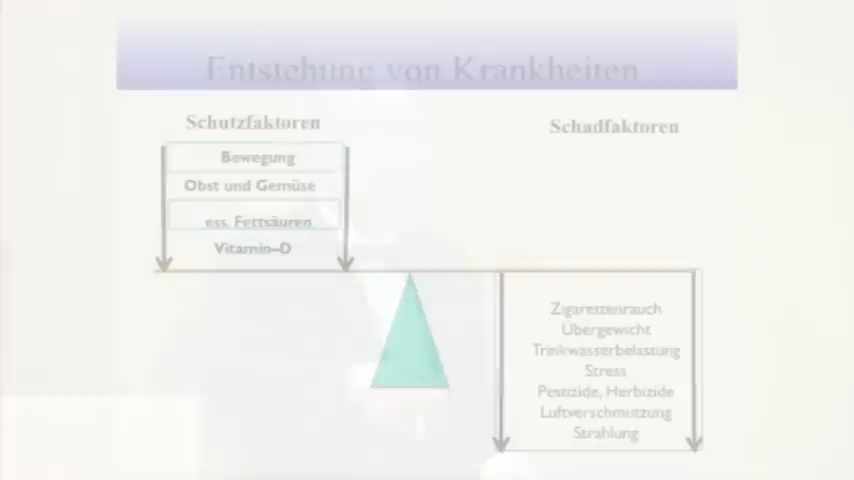 Entstehung von Krankheiten
Schutzfaktoren
Bewegung
Obst und Gemüse
ess. Fettsäuren
Vitamin-D
Schadfaktoren
Zigarettenrauch
Übergewicht
Trinkwasserbelastung
Stress
Pestizide, Herbizide
Luftverschmutzung
Strahlung